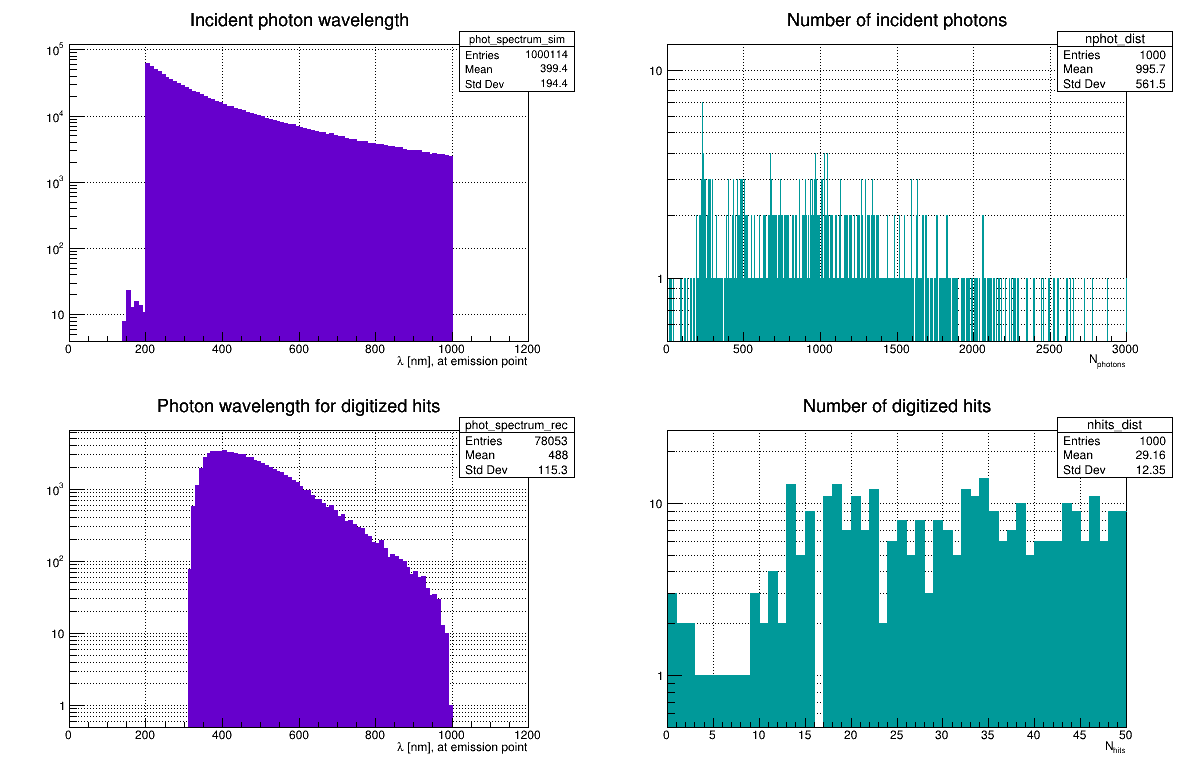 Incident photon wavelength
phot_spectrum_sim
Entries 1000114
Mean 399.4
Std Dev 194.4
10^5
10^4
10^3
10^2
10
0 200 400 600 800 1000 1200
λ [nm], at emission point
Number of incident photons
nphot_dist
Entries 1000
Mean 995.7
Std Dev 561.5
10
1
0 500 1000 1500 2000 2500 3000
N_photons
Photon wavelength for digitized hits
phot_spectrum_rec
Entries 78053
Mean 488
Std Dev 115.3
10^3
10^2
10
1
0 200 400 600 800 1000 1200
λ [nm], at emission point
Number of digitized hits
nhits_dist
Entries 1000
Mean 29.16
Std Dev 12.35
10
1
0 5 10 15 20 25 30 35 40 45 50
N_hits